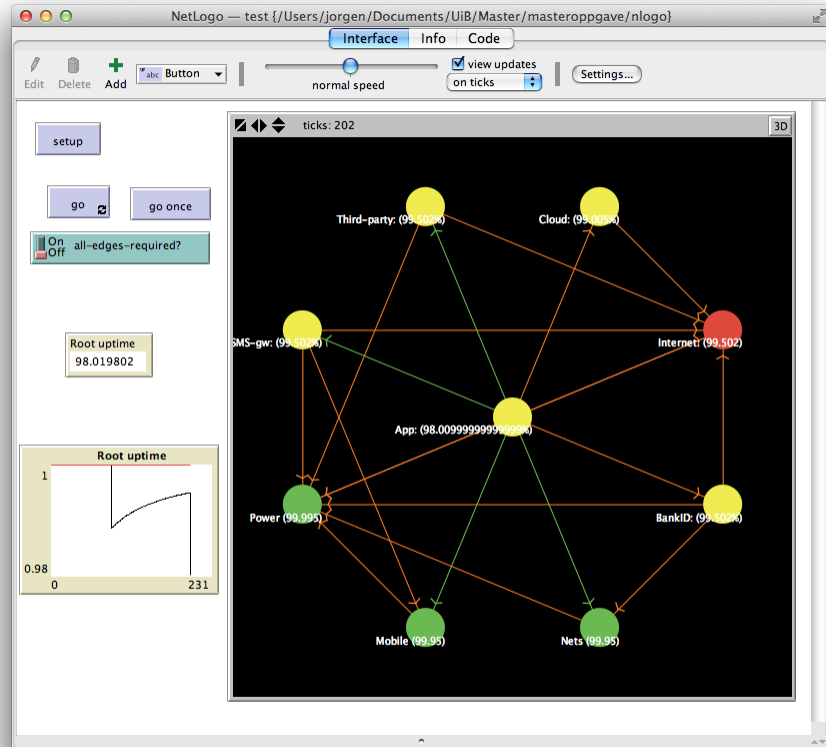 NetLogo — test {/Users/jorgen/Documents/UiB/Master/masteroppgave/nlogo}
Interface Info Code
Edit Delete Add abc Button normal speed view updates on ticks Settings...
setup
go go once
On Off all-edges-required?
Root uptime
98.019802
Root uptime
1
0.98
0 231
ticks: 202 3D
Third-party: (99.502%) Cloud: (99.005%)
SMS-gw: (99.502%) Internet: (99.502)
App: (98.0099999999999%)
Power (99.995) BankID: (99.502%)
Mobile (99.95) Nets (99.95)